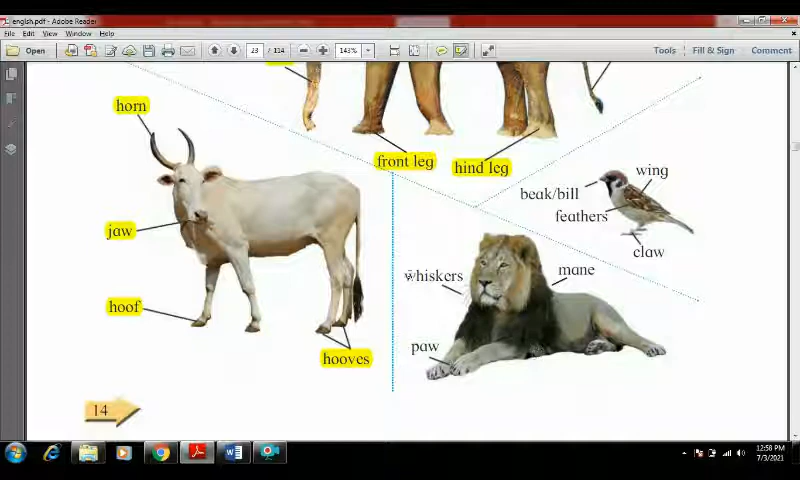 english.pdf - Adobe Reader
File Edit View Window Help
Open 23 / 114 143% Tools Fill & Sign Comment
horn
front leg
hind leg
wing
beak/bill
feathers
claw
jaw
whiskers
mane
hoof
paw
hooves
14
12:58 PM
7/3/2021